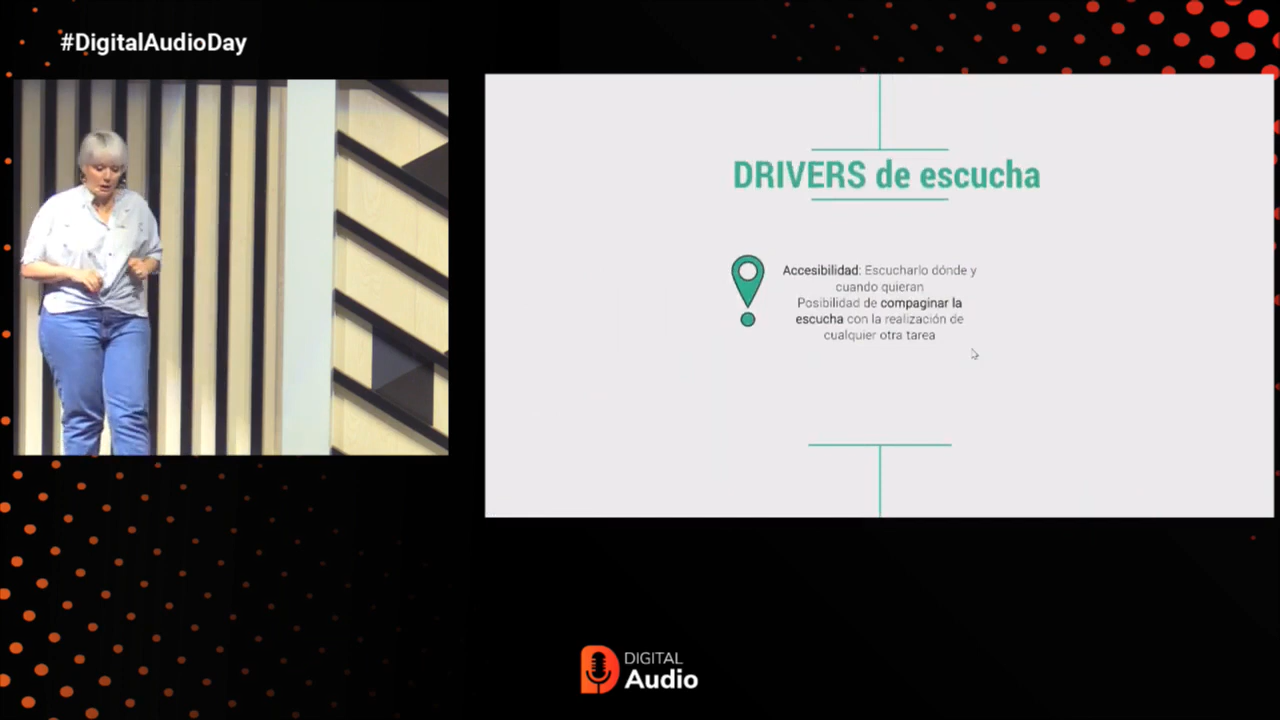 #DigitalAudioDay
DRIVERS de escucha
Accesibilidad: Escucharlo dónde y
cuando quieran
Posibilidad de compaginar la
escucha con la realización de
cualquier otra tarea
DIGITAL
Audio